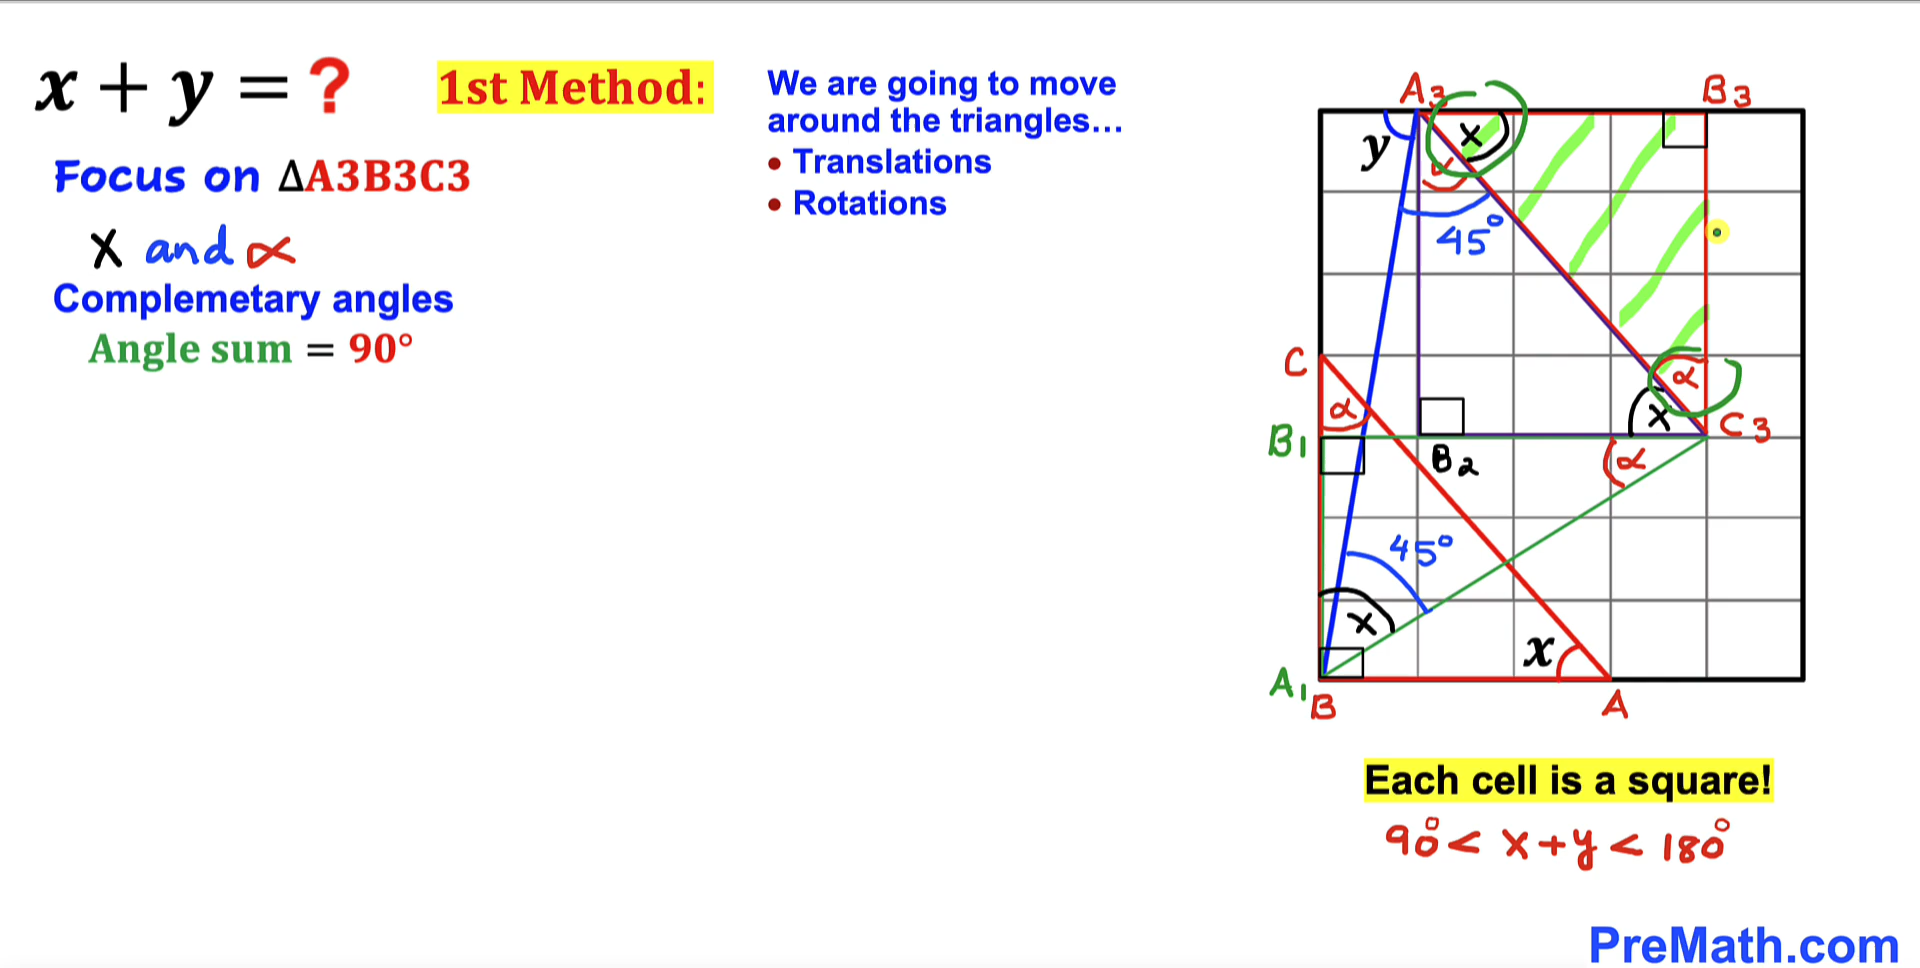 x + y = ?
1st Method:
We are going to move
around the triangles...
• Translations
• Rotations
Focus on ΔA3B3C3
x and α
Complemetary angles
Angle sum = 90°
A3
B3
y
x
α
45°
C
α
α
x
C3
B1
B2
α
45°
x
x
A1
B
A
Each cell is a square!
90° < x + y < 180°
PreMath.com